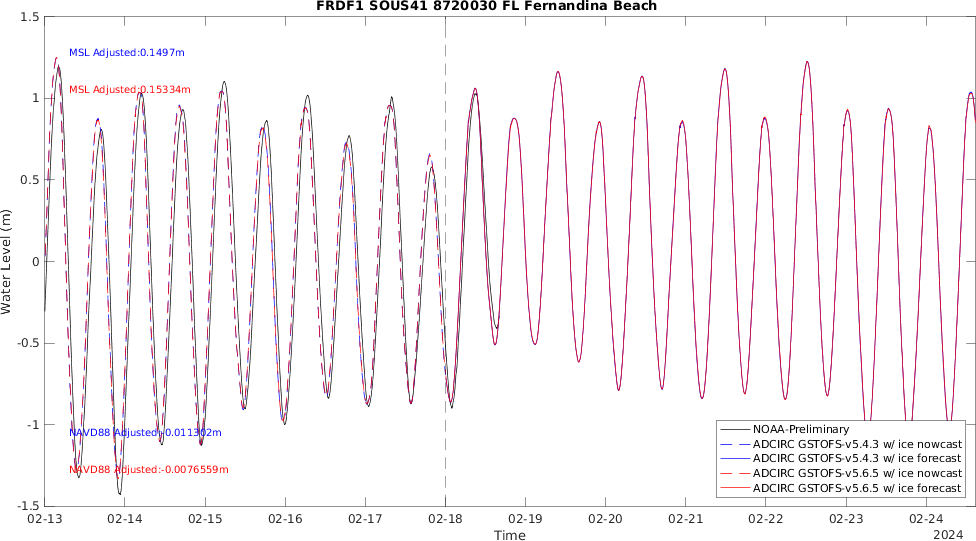 FRDF1 SOUS41 8720030 FL Fernandina Beach
1.5
1
0.5
0
-0.5
-1
-1.5
Water Level (m)
MSL Adjusted:0.1497m
MSL Adjusted:0.15334m
NAVD88 Adjusted:-0.011302m
NAVD88 Adjusted:-0.0076559m
NOAA-Preliminary
ADCIRC GSTOFS-v5.4.3 w/ ice nowcast
ADCIRC GSTOFS-v5.4.3 w/ ice forecast
ADCIRC GSTOFS-v5.6.5 w/ ice nowcast
ADCIRC GSTOFS-v5.6.5 w/ ice forecast
02-13 02-14 02-15 02-16 02-17 02-18 02-19 02-20 02-21 02-22 02-23 02-24
Time
2024